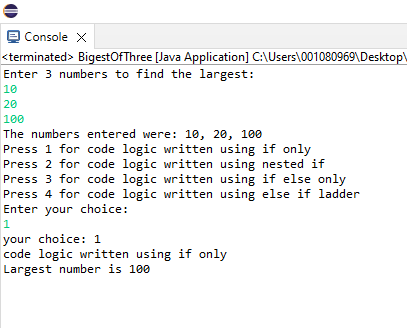 Console
<terminated> BigestOfThree [Java Application] C:\Users\001080969\Desktop\
Enter 3 numbers to find the largest:
10
20
100
The numbers entered were: 10, 20, 100
Press 1 for code logic written using if only
Press 2 for code logic written using nested if
Press 3 for code logic written using if else only
Press 4 for code logic written using else if ladder
Enter your choice:
1
your choice: 1
code logic written using if only
Largest number is 100